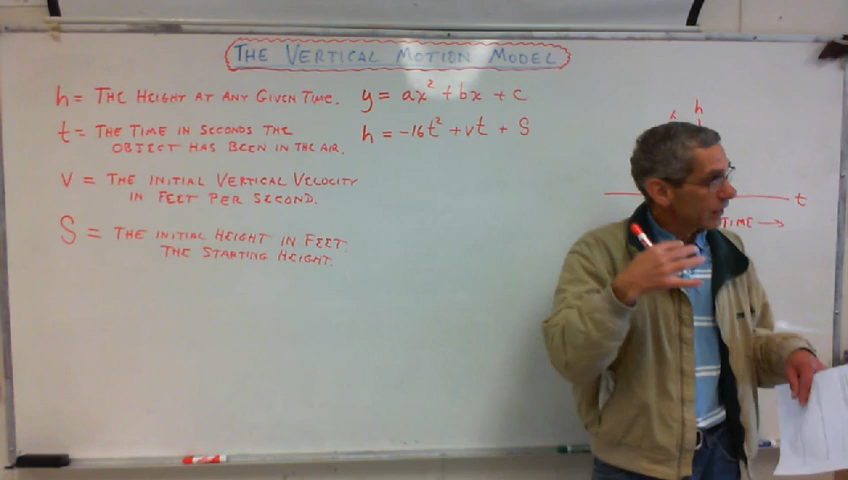 THE VERTICAL MOTION MODEL
h = THE HEIGHT AT ANY GIVEN TIME.
y = ax² + bx + c
t = THE TIME IN SECONDS THE
OBJECT HAS BEEN IN THE AIR.
h = -16t² + vt + S
V = THE INITIAL VERTICAL VELOCITY
IN FEET PER SECOND.
S = THE INITIAL HEIGHT IN FEET.
THE STARTING HEIGHT.
h
t
TIME →